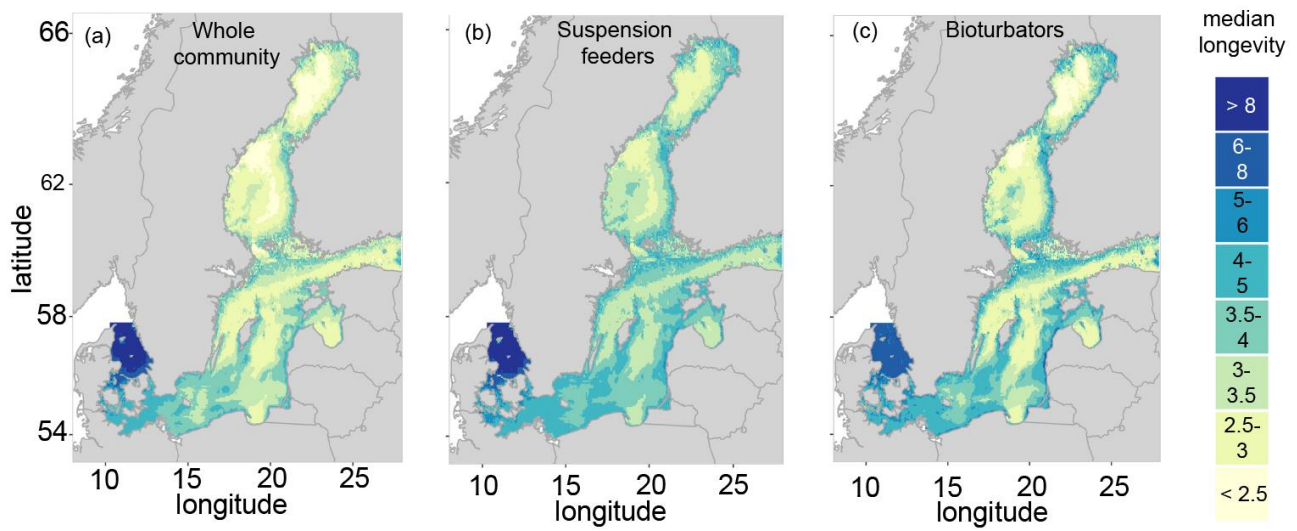 66
62
58
54
latitude
(a)
Whole
community
10
15
20
25
longitude
(b)
Suspension
feeders
10
15
20
25
longitude
(c)
Bioturbators
10
15
20
25
longitude
median
longevity
> 8
6-
8
5-
6
4-
5
3.5-
4
3-
3.5
2.5-
3
< 2.5